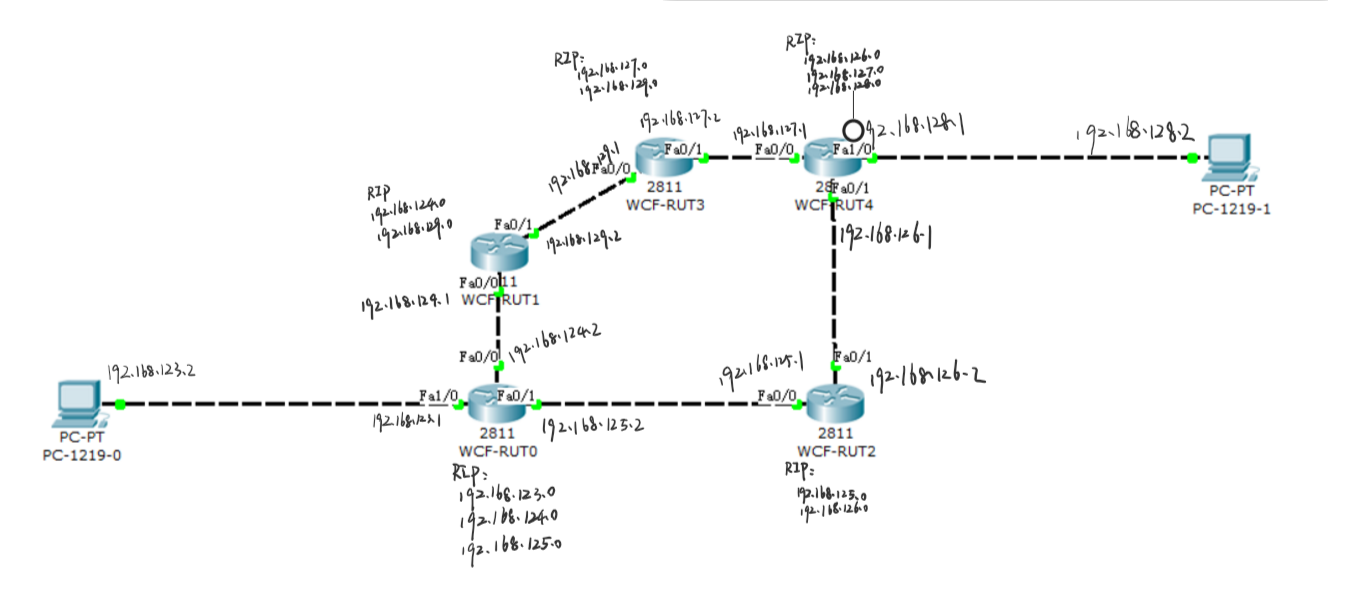 RIP:
192.168.127.0
192.168.129.0
RIP:
192.168.126.0
192.168.127.0
192.168.128.0
192.168.127.2
192.168.127.1
192.168.128.1
192.168.128.2
Fa0/1
Fa0/0
Fa1/0
192.168.129.1
Fa0/0
2811
WCF-RUT3
Fa0/1
WCF-RUT4
PC-PT
PC-1219-1
RIP
192.168.124.0
192.168.129.0
Fa0/1
192.168.129.2
192.168.126.1
Fa0/0
WCF-RUT1
192.168.124.1
192.168.124.2
Fa0/0
192.168.125.1
Fa0/1
192.168.126.2
192.168.123.2
Fa1/0
Fa0/1
Fa0/0
192.168.123.1
192.168.125.2
PC-PT
PC-1219-0
2811
WCF-RUT0
2811
WCF-RUT2
RIP:
192.168.123.0
192.168.124.0
192.168.125.0
RIP:
192.168.125.0
192.168.126.0